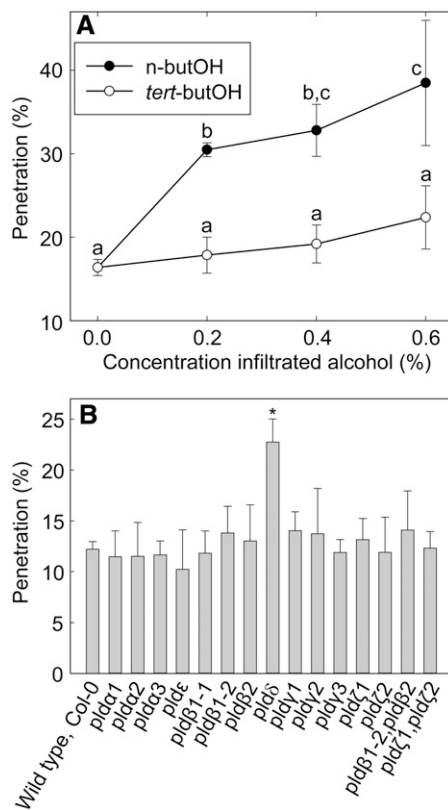 A
n-butOH
tert-butOH
Penetration (%)
40
30
20
10
a
b
b,c
c
a
a
a
0.0 0.2 0.4 0.6
Concentration infiltrated alcohol (%)
B
Penetration (%)
25
20
15
10
5
0
*
Wild type, Col-0
pldα1
pldα2
pldα3
pldε
pldβ1-1
pldβ1-2
pldβ2
pldδ
pldγ1
pldγ2
pldγ3
pldζ1
pldζ2
pldβ1-2,pldβ2
pldζ1,pldζ2